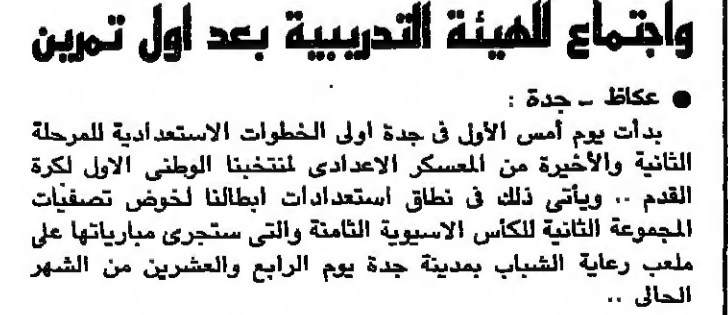 واجتماع للهيئة التدريبية بعد اول تمرين
● عكاظ ـ جدة :
بدأت يوم أمس الأول فى جدة اولى الخطوات الاستعدادية للمرحلة
الثانية والأخيرة من المعسكر الاعدادى لمنتخبنا الوطنى الاول لكرة
القدم .. ويأتى ذلك فى نطاق استعدادات ابطالنا لخوض تصفيات
المجموعة الثانية للكأس الاسيوية الثامنة والتى ستجرى مبارياتها على
ملعب رعاية الشباب بمدينة جدة يوم الرابع والعشرين من الشهر
الحالى ..